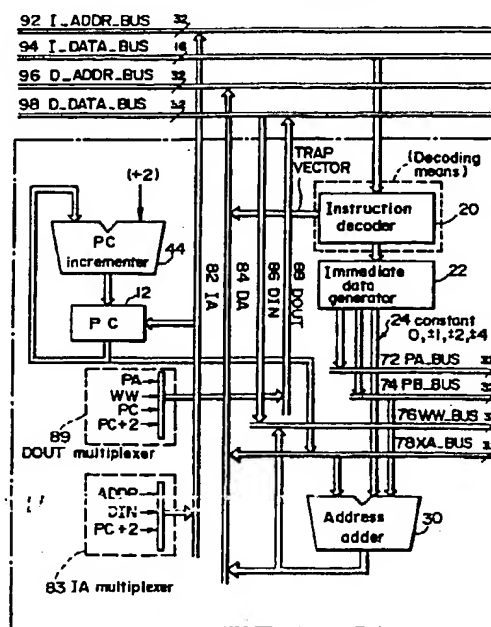 92 I_ADDR_BUS 32
94 I_DATA_BUS 16
96 D_ADDR_BUS 32
98 D_DATA_BUS 32
TRAP VECTOR
(Decoding means)
(+2)
Instruction decoder
20
PC incrementer
44
Immediate data generator
22
12
PC
82 IA
84 DA
86 DIN
88 DOUT
24 constant
0, ±1, ±2, ±4
72 PA_BUS
74 PB_BUS
76 WW_BUS
78 XA_BUS
PA
WW
PC
PC+2
89
DOUT multiplexer
ADDR
DIN
PC+2
83 IA multiplexer
Address adder
30